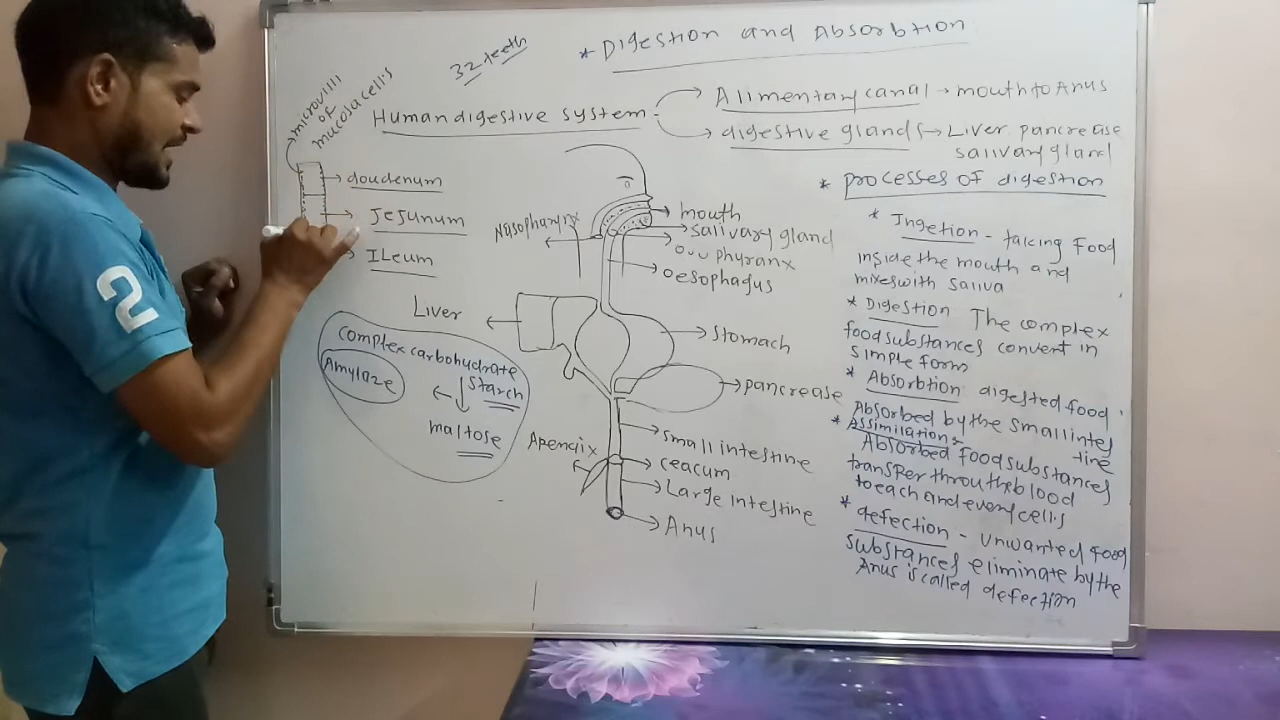 32 teeth
* Digestion and Absorbtion
microvilli
of
mucosla cells
Human digestive system
Alimentary canal → mouth to Anus
digestive glands → Liver pancrease
salivary gland
doudenum
Jejunum
ILeum
Nasopharynx
mouth
salivary gland
phyranx
oesophagus
Liver
stomach
pancrease
complex carbohydrate
Amylaze
starch
maltose
Apendix
small intestine
ceacum
Large intestine
Anus
* processes of digestion
* Ingetion - taking Food
inside the mouth and
mixes with saliva
* Digestion The complex
food substances convert in
simple form
* Absorbtion: digested food
Absorbed by the small intes
tine
* Assimilation:
Absorbed food substances
transfer throu the blood
to each and every cells
* defection - unwanted food
substances eliminate by the
Anus is called defection
2